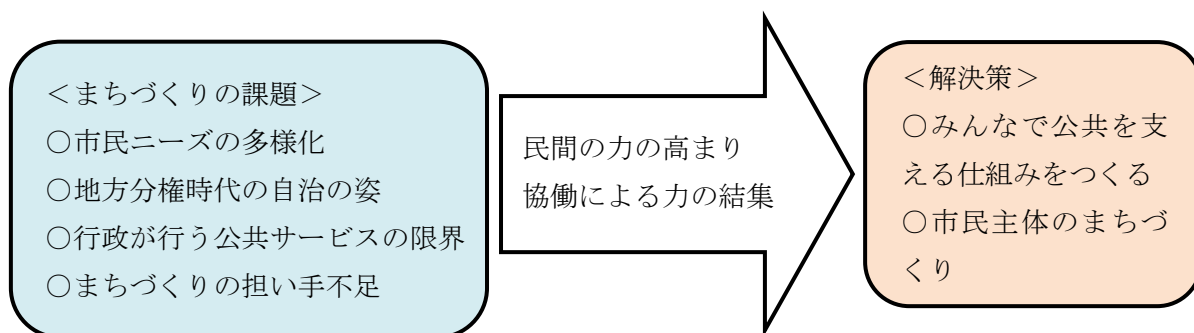 ＜まちづくりの課題＞
○市民ニーズの多様化
○地方分権時代の自治の姿
○行政が行う公共サービスの限界
○まちづくりの担い手不足
民間の力の高まり
協働による力の結集
＜解決策＞
○みんなで公共を支
える仕組みをつくる
○市民主体のまちづ
くり